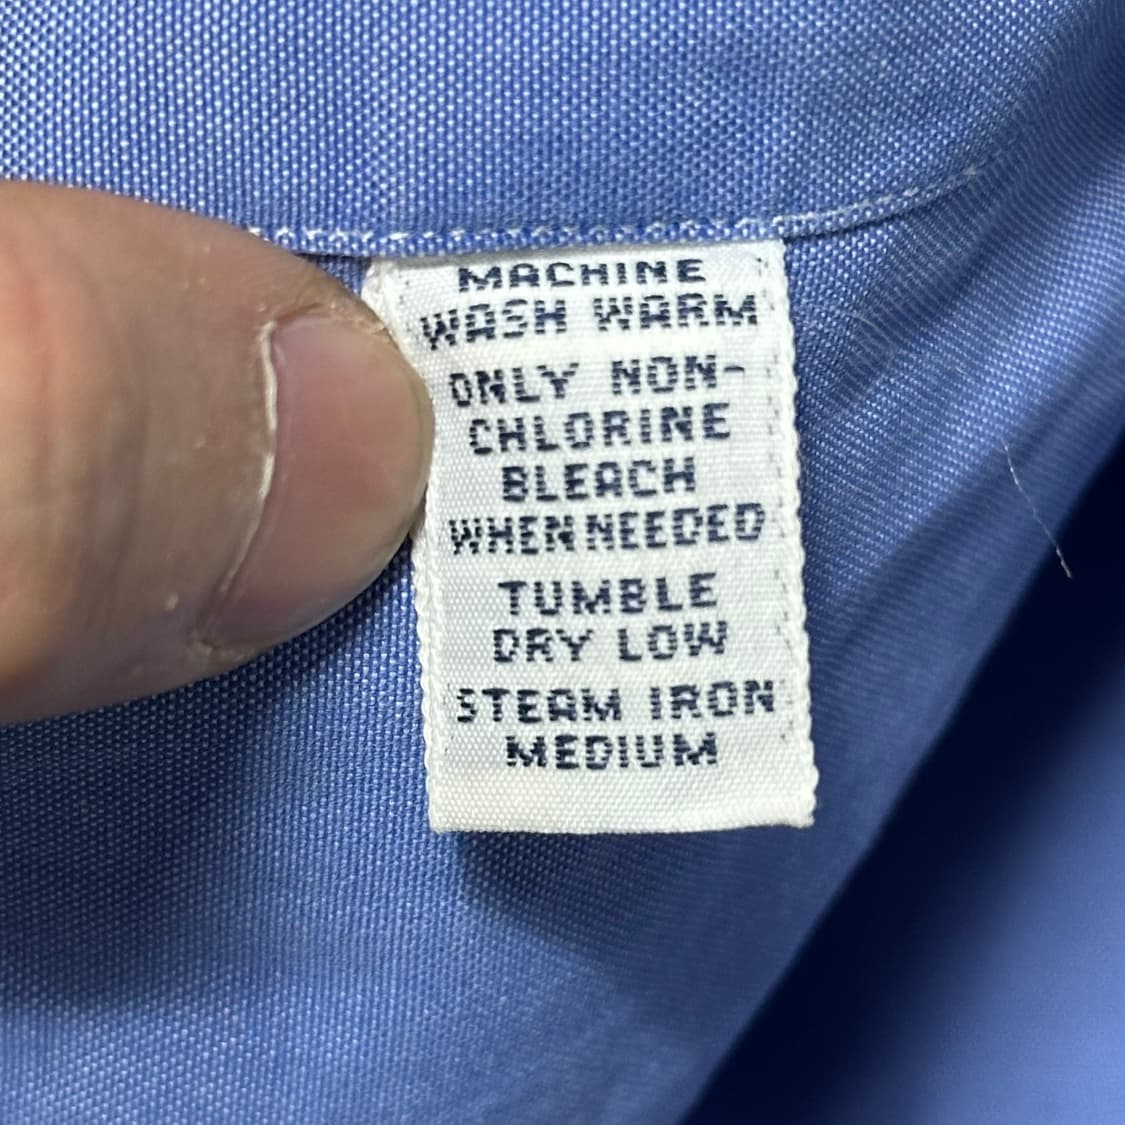 MACHINE
WASH WARM
ONLY NON-
CHLORINE
BLEACH
WHEN NEEDED
TUMBLE
DRY LOW
STEAM IRON
MEDIUM